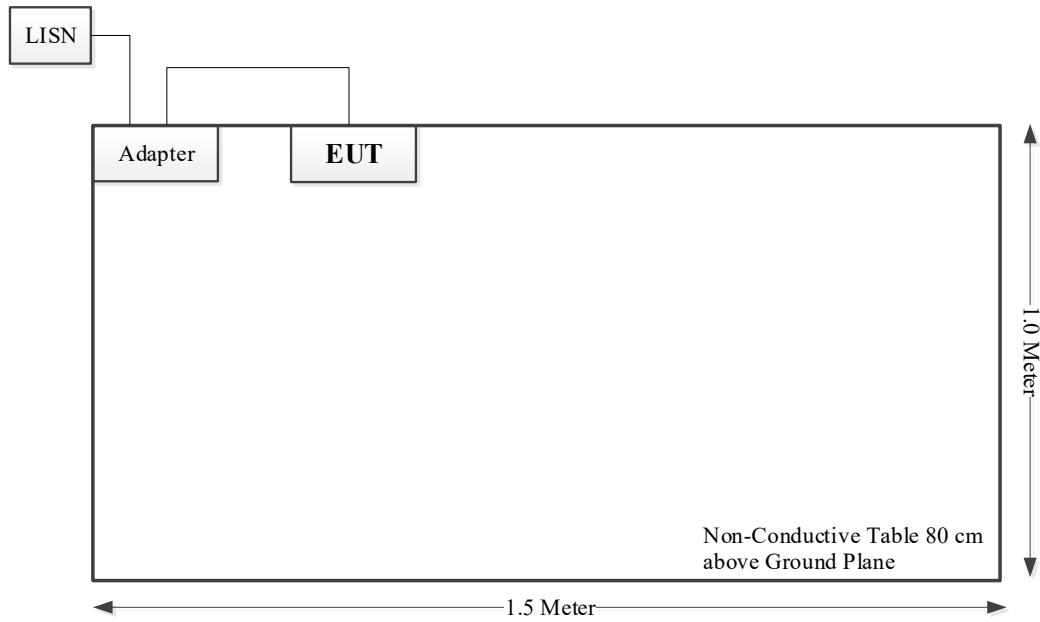 LISN
Adapter
EUT
1.0 Meter
Non-Conductive Table 80 cm
above Ground Plane
1.5 Meter